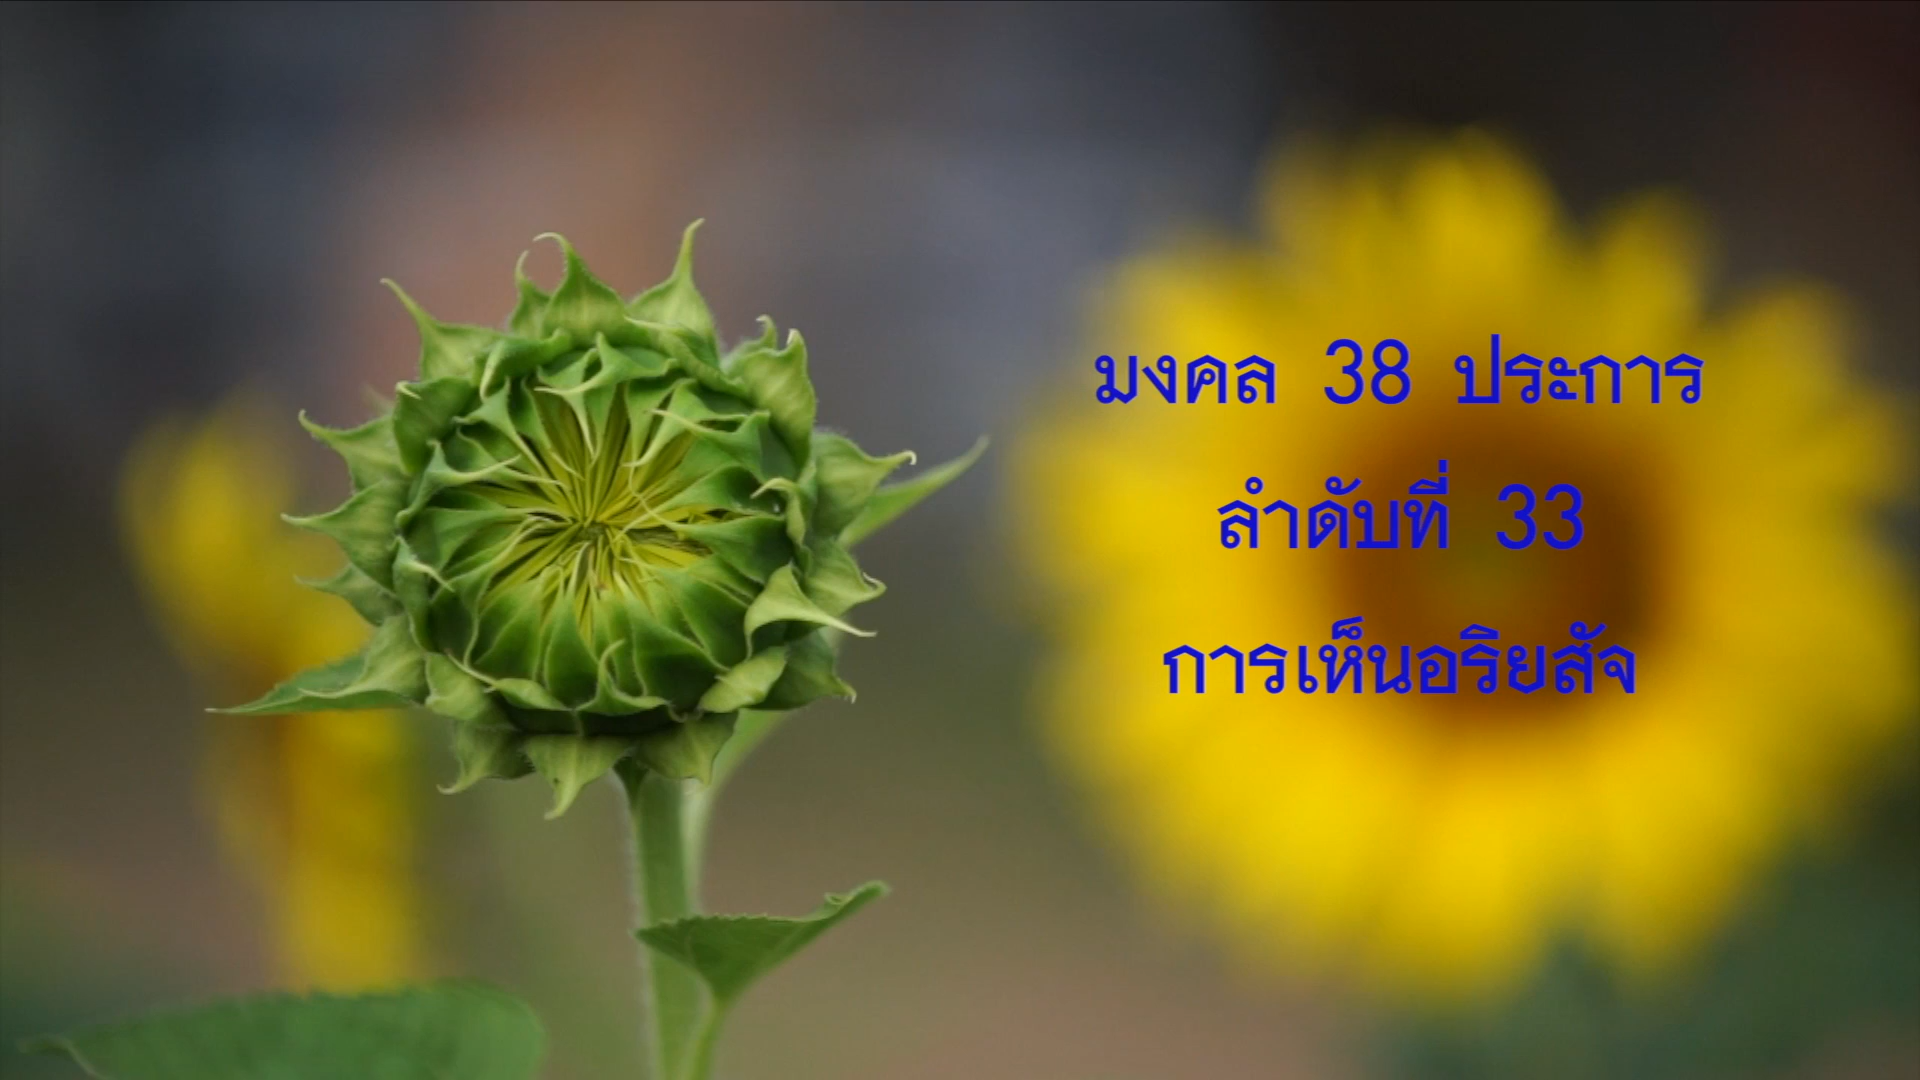 มงคล 38 ประการ
ลำดับที่ 33
การเห็นอริยสัจ